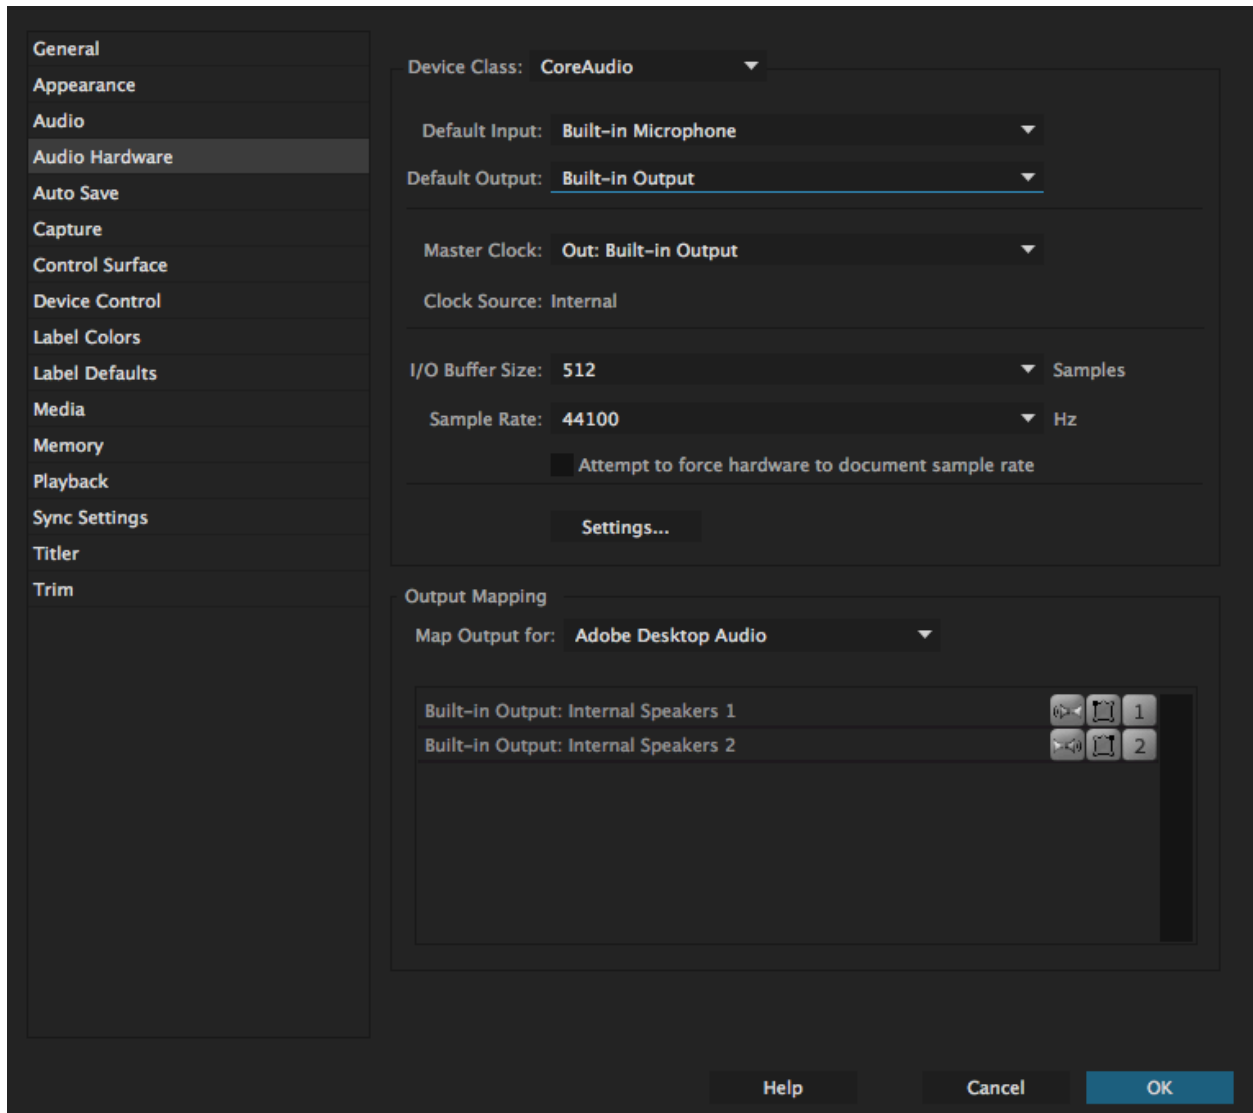 General
Appearance
Audio
Audio Hardware
Auto Save
Capture
Control Surface
Device Control
Label Colors
Label Defaults
Media
Memory
Playback
Sync Settings
Titler
Trim
Device Class: CoreAudio
Default Input: Built-in Microphone
Default Output: Built-in Output
Master Clock: Out: Built-in Output
Clock Source: Internal
I/O Buffer Size: 512 Samples
Sample Rate: 44100 Hz
Attempt to force hardware to document sample rate
Settings...
Output Mapping
Map Output for: Adobe Desktop Audio
Built-in Output: Internal Speakers 1 1
Built-in Output: Internal Speakers 2 2
Help Cancel OK